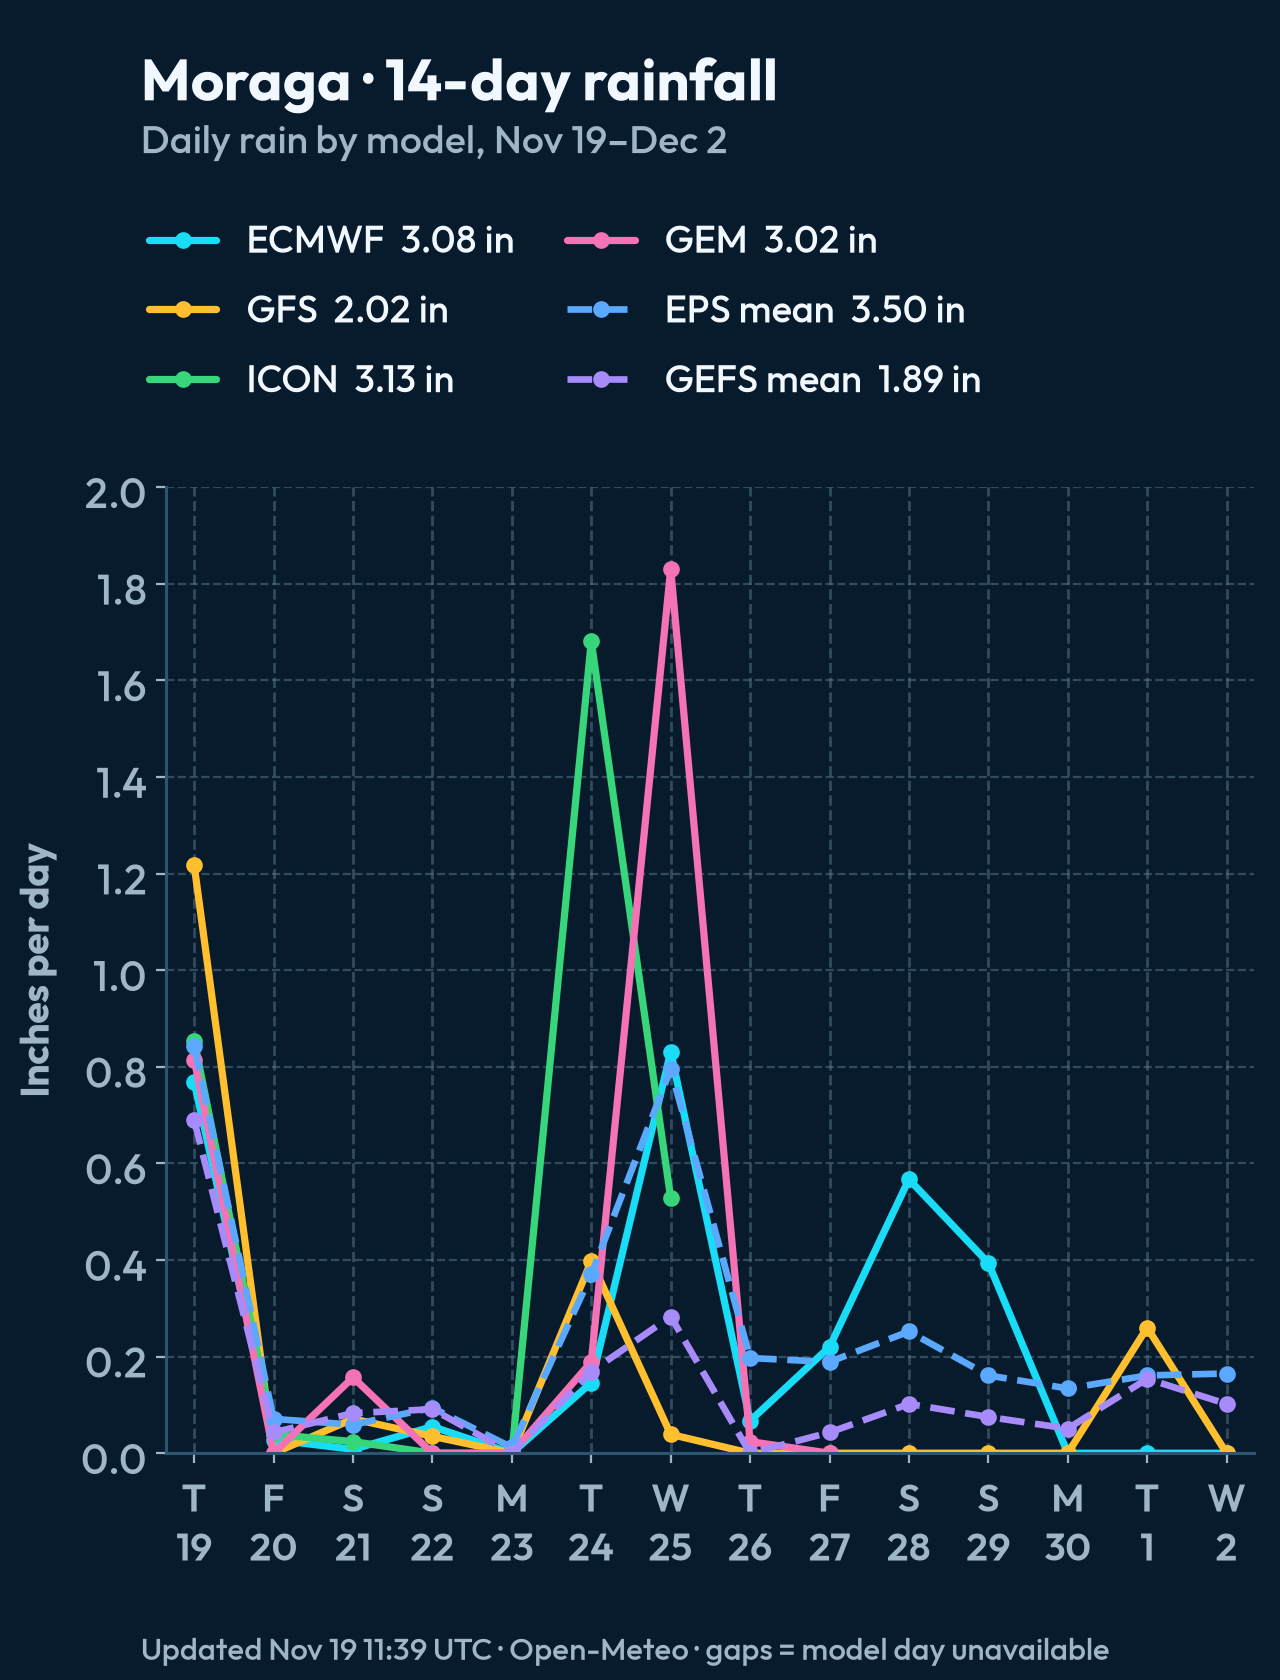 Moraga · 14-day rainfall
Daily rain by model, Nov 19–Dec 2
ECMWF 3.08 in
GEM 3.02 in
GFS 2.02 in
EPS mean 3.50 in
ICON 3.13 in
GEFS mean 1.89 in
Inches per day
2.0
1.8
1.6
1.4
1.2
1.0
0.8
0.6
0.4
0.2
0.0
T F S S M T W T F S S M T W
19 20 21 22 23 24 25 26 27 28 29 30 1 2
Updated Nov 19 11:39 UTC · Open-Meteo · gaps = model day unavailable